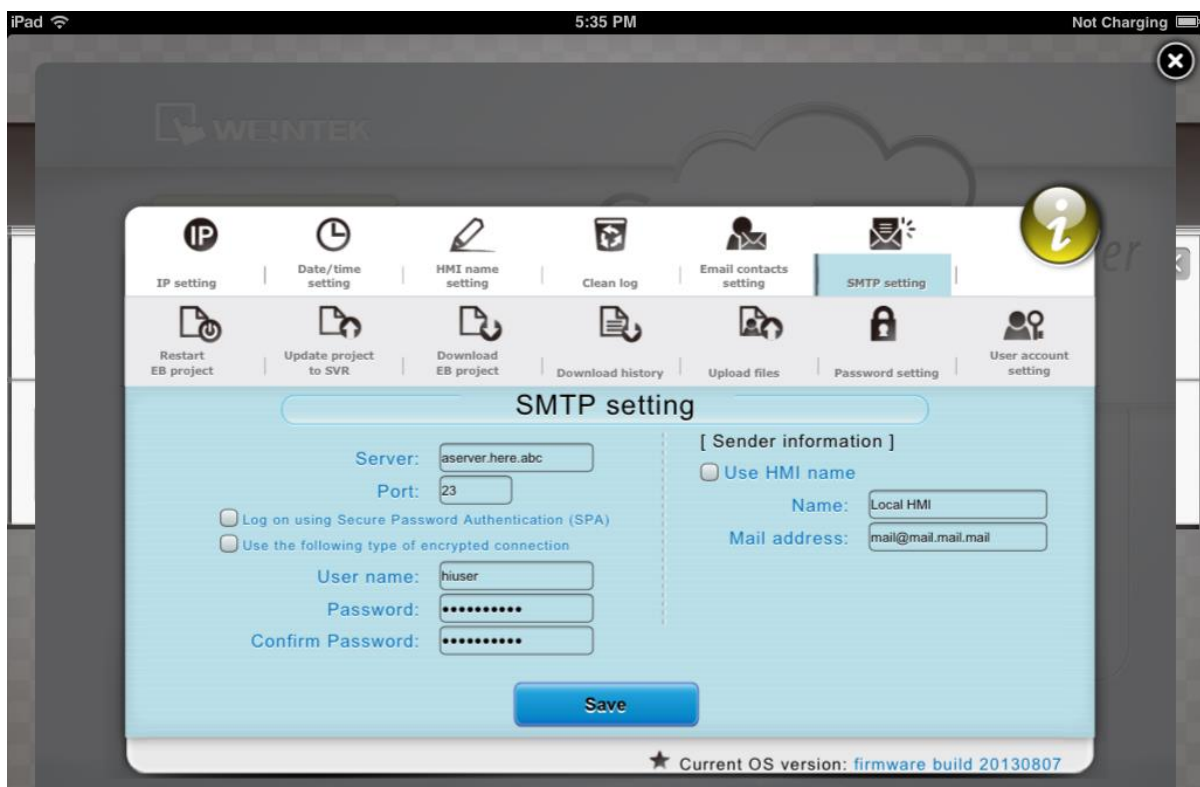 iPad 5:35 PM Not Charging
WEINTEK
er
IP setting
Date/time
setting
HMI name
setting
Clean log
Email contacts
setting
SMTP setting
Restart
EB project
Update project
to SVR
Download
EB project
Download history
Upload files
Password setting
User account
setting
SMTP setting
Server: aserver.here.abc
Port: 23
Log on using Secure Password Authentication (SPA)
Use the following type of encrypted connection
User name: hiuser
Password: ••••••••••
Confirm Password: ••••••••••
[ Sender information ]
Use HMI name
Name: Local HMI
Mail address: mail@mail.mail.mail
Save
Current OS version: firmware build 20130807